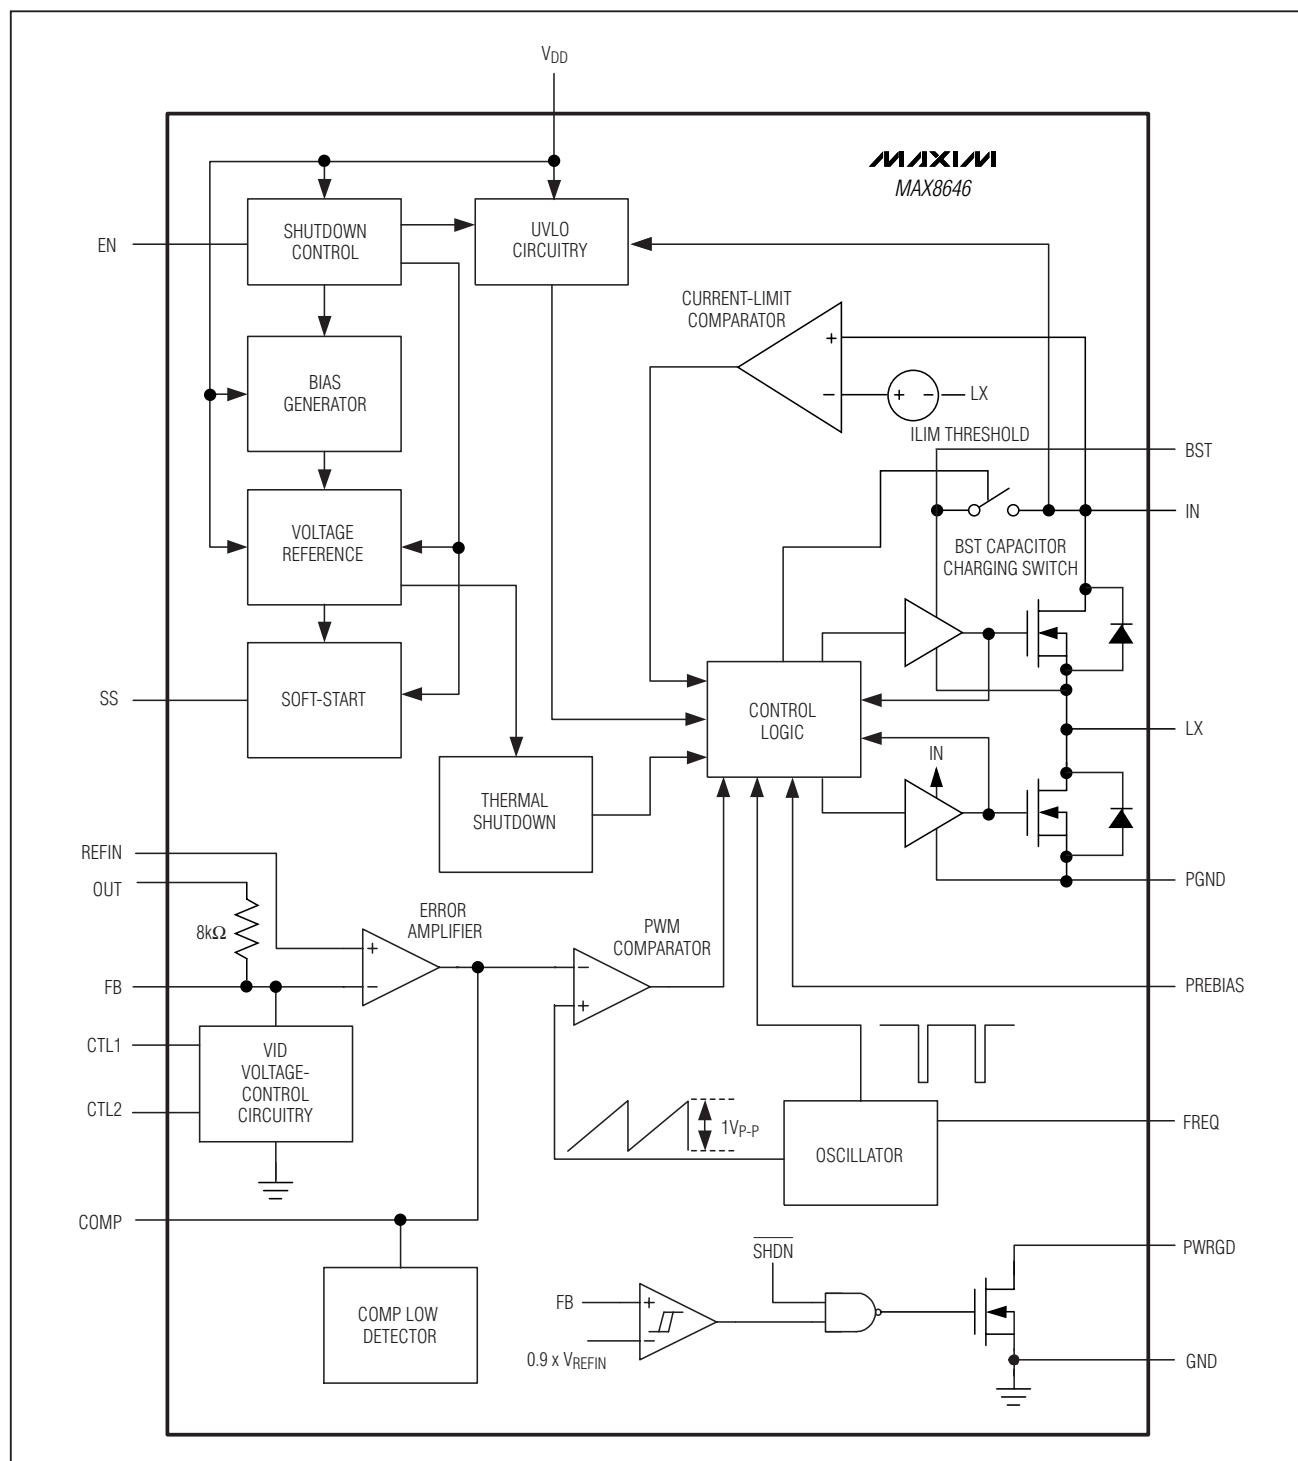 VDD
MAXIM
MAX8646
EN
SHUTDOWN
CONTROL
UVLO
CIRCUITRY
CURRENT-LIMIT
COMPARATOR
+
−
+ −
LX
ILIM THRESHOLD
BIAS
GENERATOR
BST
IN
VOLTAGE
REFERENCE
BST CAPACITOR
CHARGING SWITCH
SS
SOFT-START
CONTROL
LOGIC
LX
IN
THERMAL
SHUTDOWN
REFIN
OUT
8kΩ
PGND
ERROR
AMPLIFIER
+
−
PWM
COMPARATOR
−
+
FB
PREBIAS
CTL1
CTL2
VID
VOLTAGE-
CONTROL
CIRCUITRY
1VP-P
OSCILLATOR
FREQ
COMP
COMP LOW
DETECTOR
SHDN
PWRGD
FB
+
−
0.9 x VREFIN
GND